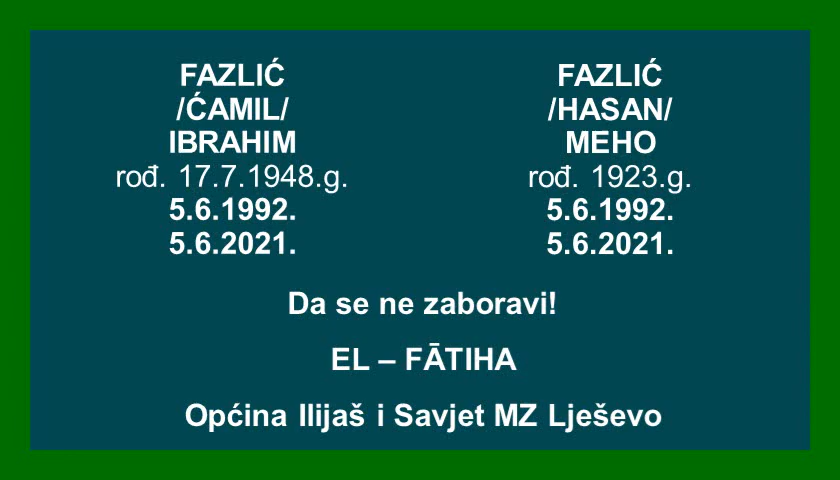 FAZLIĆ
/ĆAMIL/
IBRAHIM
rođ. 17.7.1948.g.
5.6.1992.
5.6.2021.
FAZLIĆ
/HASAN/
MEHO
rođ. 1923.g.
5.6.1992.
5.6.2021.
Da se ne zaboravi!
EL – FĀTIHA
Općina Ilijaš i Savjet MZ Lješevo